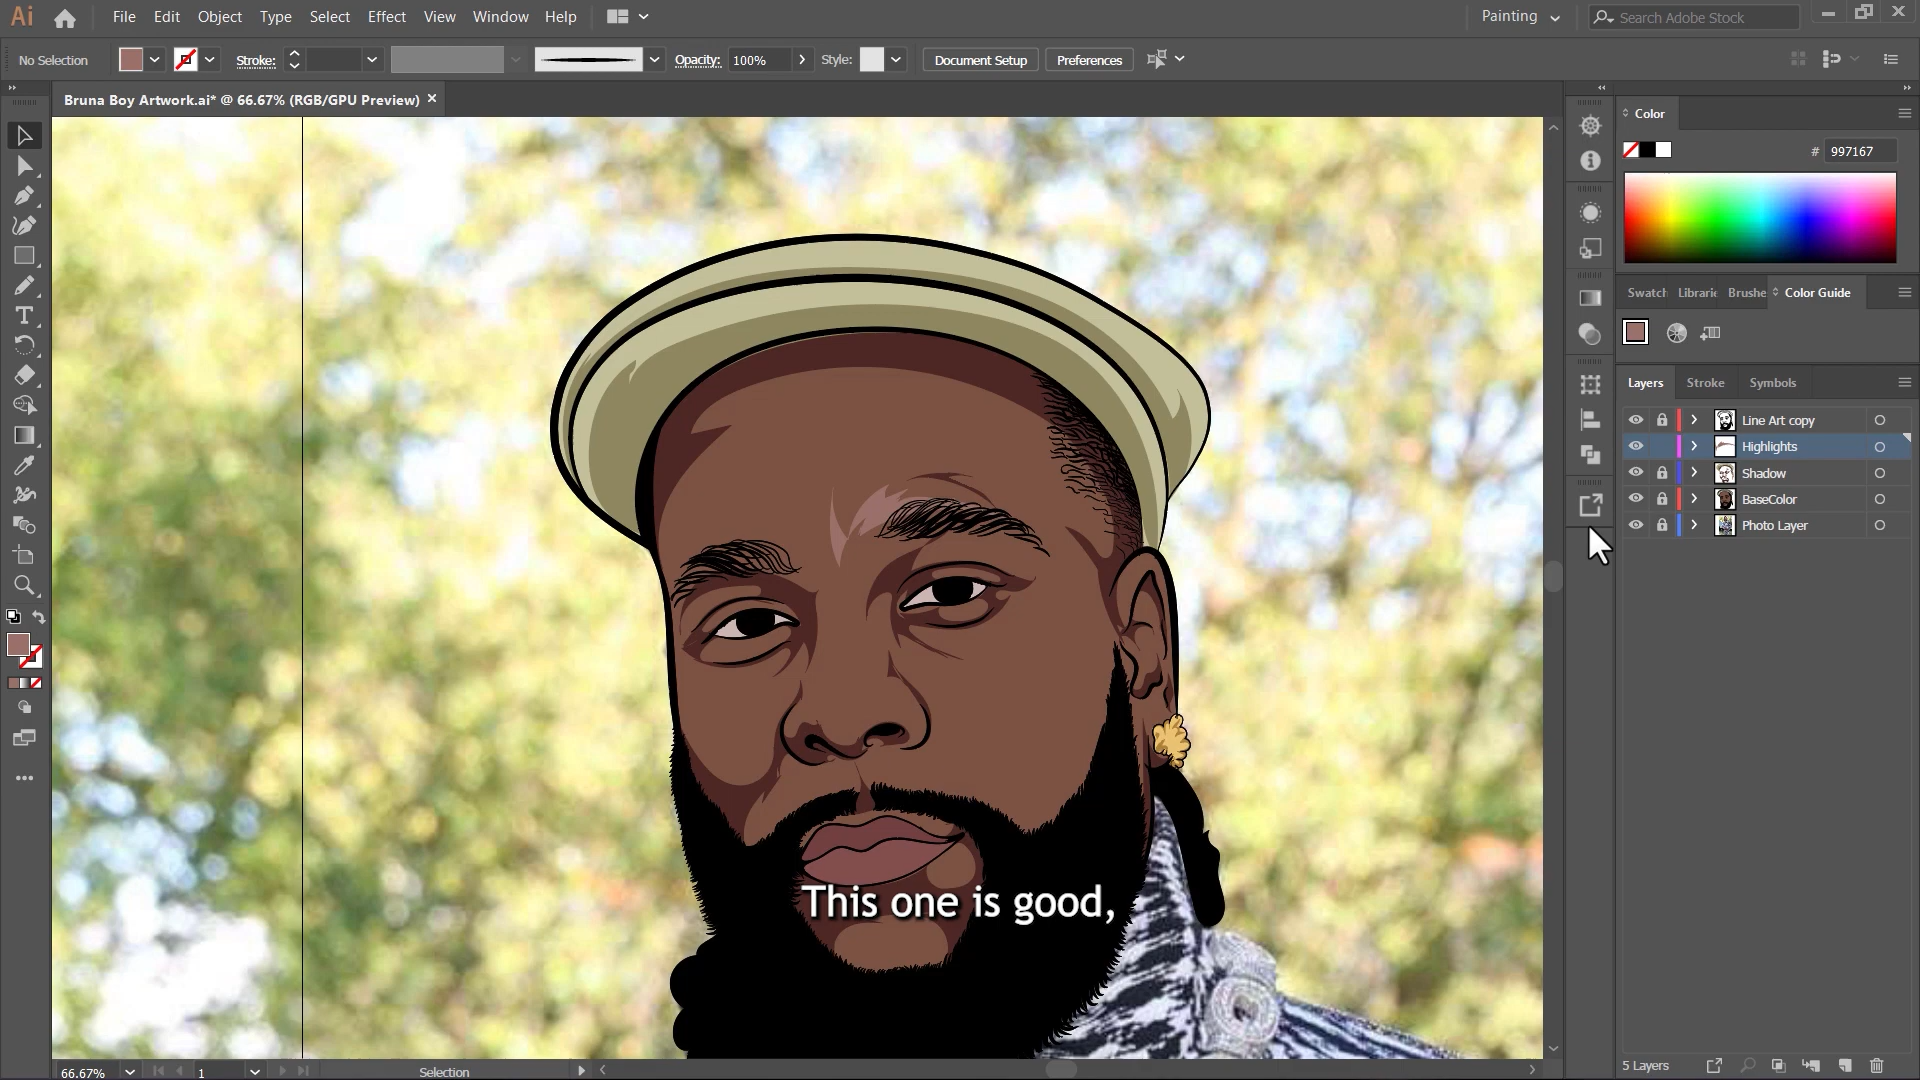 Ai
File Edit Object Type Select Effect View Window Help
Painting
Search Adobe Stock
No Selection
Stroke:
Opacity: 100%
Style:
Document Setup
Preferences
Bruna Boy Artwork.ai* @ 66.67% (RGB/GPU Preview)
Color
# 997167
Swatch Librarie Brushe Color Guide
Layers Stroke Symbols
Line Art copy
Highlights
Shadow
BaseColor
Photo Layer
This one is good,
66.67%
1
Selection
5 Layers